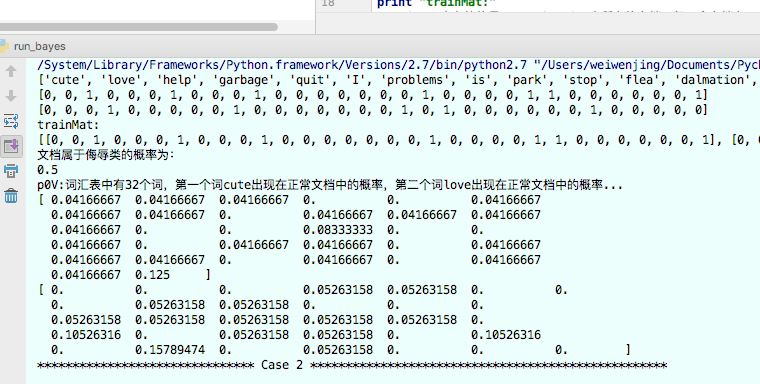 18 print "trainMat:"
run_bayes
/System/Library/Frameworks/Python.framework/Versions/2.7/bin/python2.7 "/Users/weiwenjing/Documents/Pych
['cute', 'love', 'help', 'garbage', 'quit', 'I', 'problems', 'is', 'park', 'stop', 'flea', 'dalmation',
[0, 0, 1, 0, 0, 0, 1, 0, 0, 0, 1, 0, 0, 0, 0, 0, 0, 0, 1, 0, 0, 0, 0, 1, 1, 0, 0, 0, 0, 0, 0, 1]
[0, 0, 0, 1, 0, 0, 0, 0, 0, 1, 0, 0, 0, 0, 0, 0, 0, 1, 0, 1, 0, 0, 0, 0, 0, 0, 1, 0, 0, 0, 0, 0]
trainMat:
[[0, 0, 1, 0, 0, 0, 1, 0, 0, 0, 1, 0, 0, 0, 0, 0, 0, 0, 1, 0, 0, 0, 0, 1, 1, 0, 0, 0, 0, 0, 0, 1], [0, 0
文档属于侮辱类的概率为:
0.5
p0V:词汇表中有32个词，第一个词cute出现在正常文档中的概率，第二个词love出现在正常文档中的概率...
[ 0.04166667 0.04166667 0.04166667 0. 0. 0.04166667
0.04166667 0.04166667 0. 0.04166667 0.04166667 0.04166667
0.04166667 0. 0. 0.08333333 0. 0.
0.04166667 0. 0.04166667 0.04166667 0. 0.04166667
0.04166667 0.04166667 0. 0.04166667 0. 0.04166667
0.04166667 0.125 ]
[ 0. 0. 0. 0.05263158 0.05263158 0. 0.
0. 0.05263158 0.05263158 0. 0. 0.
0.05263158 0.05263158 0.05263158 0.05263158 0.05263158 0.
0.10526316 0. 0.05263158 0.05263158 0. 0.10526316
0. 0.15789474 0. 0.05263158 0. 0. 0. ]
******************************* Case 2 ***************************************************